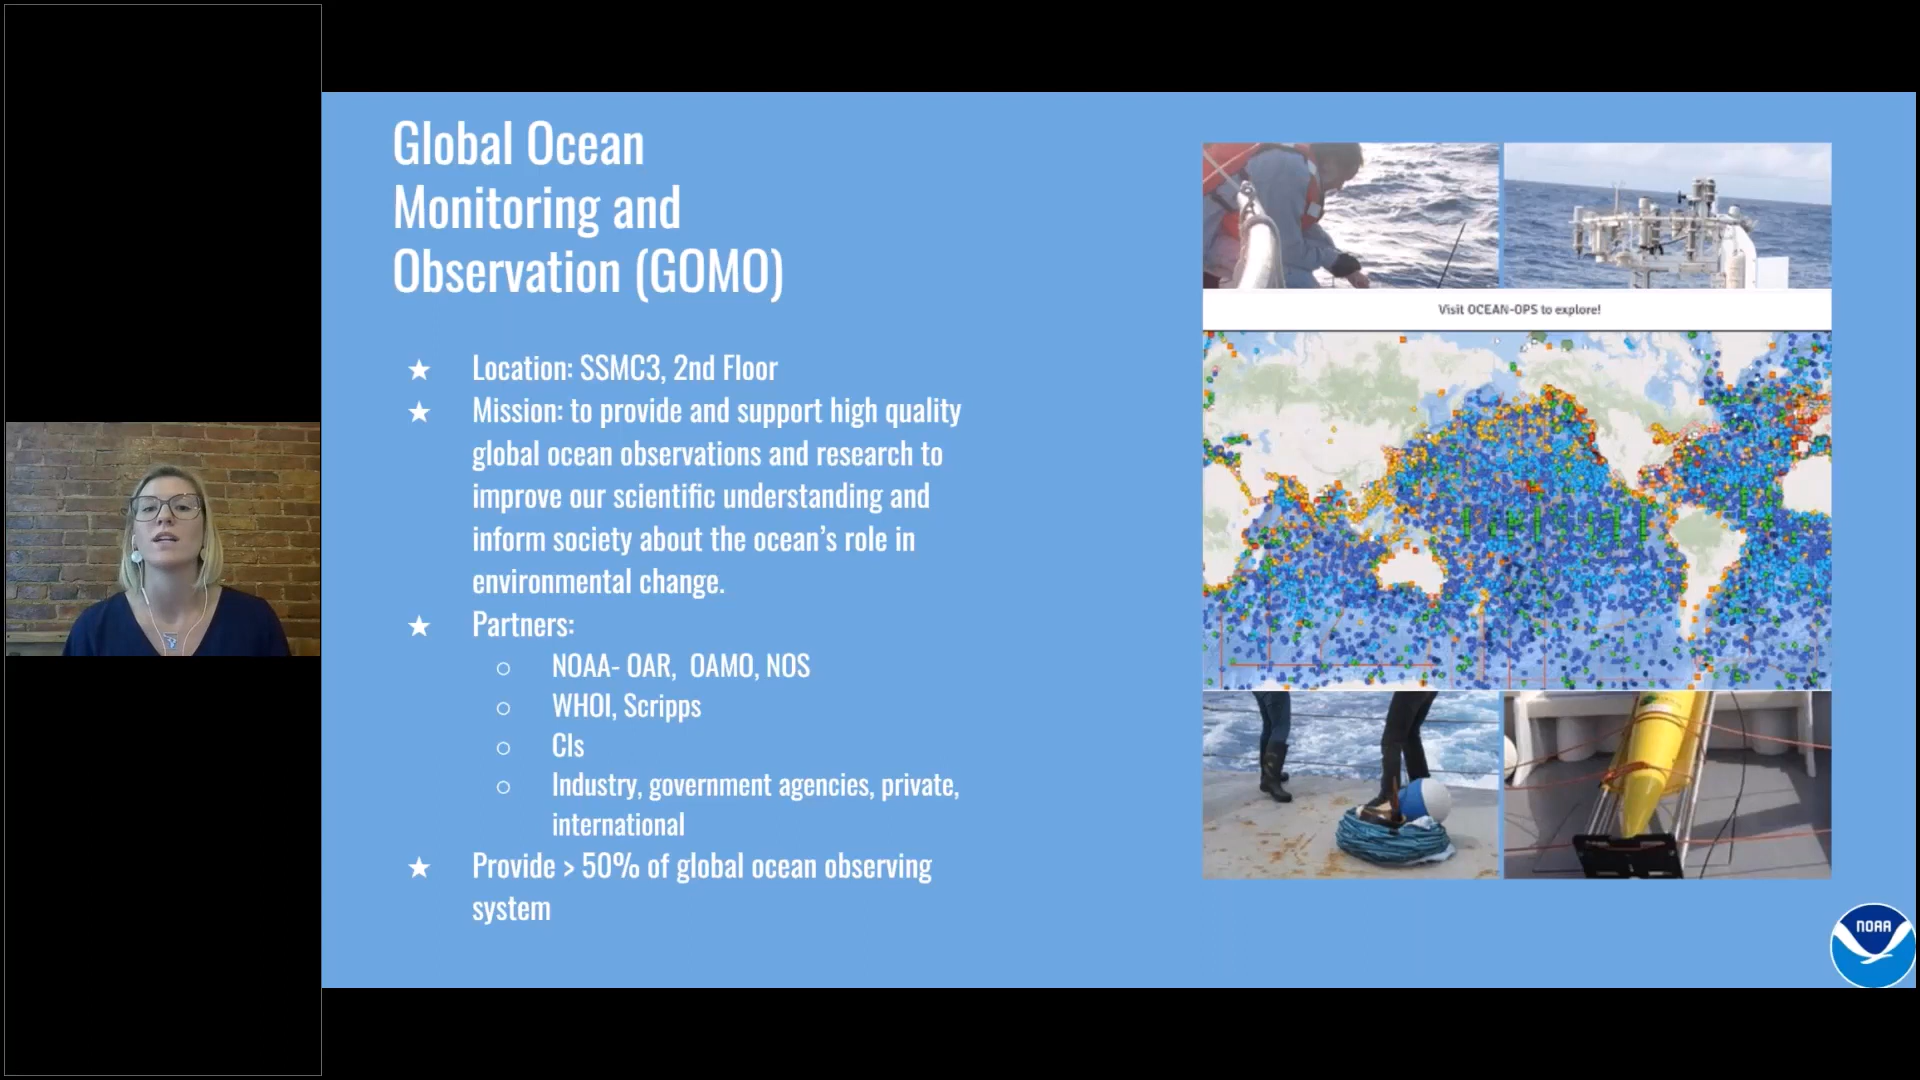 Global Ocean
Monitoring and
Observation (GOMO)
★ Location: SSMC3, 2nd Floor
★ Mission: to provide and support high quality
global ocean observations and research to
improve our scientific understanding and
inform society about the ocean's role in
environmental change.
★ Partners:
○ NOAA- OAR, OAMO, NOS
○ WHOI, Scripps
○ CIs
○ Industry, government agencies, private,
international
★ Provide > 50% of global ocean observing
system
Visit OCEAN-OPS to explore!
NOAA